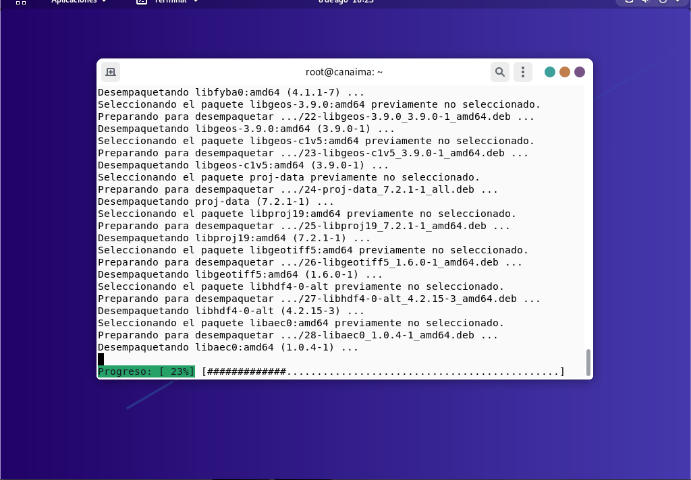 Aplicaciones
Terminal
8 de ago 16:23
root@canaima: ~
Desempaquetando libfyba0:amd64 (4.1.1-7) ...
Seleccionando el paquete libgeos-3.9.0:amd64 previamente no seleccionado.
Preparando para desempaquetar .../22-libgeos-3.9.0_3.9.0-1_amd64.deb ...
Desempaquetando libgeos-3.9.0:amd64 (3.9.0-1) ...
Seleccionando el paquete libgeos-c1v5:amd64 previamente no seleccionado.
Preparando para desempaquetar .../23-libgeos-c1v5_3.9.0-1_amd64.deb ...
Desempaquetando libgeos-c1v5:amd64 (3.9.0-1) ...
Seleccionando el paquete proj-data previamente no seleccionado.
Preparando para desempaquetar .../24-proj-data_7.2.1-1_all.deb ...
Desempaquetando proj-data (7.2.1-1) ...
Seleccionando el paquete libproj19:amd64 previamente no seleccionado.
Preparando para desempaquetar .../25-libproj19_7.2.1-1_amd64.deb ...
Desempaquetando libproj19:amd64 (7.2.1-1) ...
Seleccionando el paquete libgeotiff5:amd64 previamente no seleccionado.
Preparando para desempaquetar .../26-libgeotiff5_1.6.0-1_amd64.deb ...
Desempaquetando libgeotiff5:amd64 (1.6.0-1) ...
Seleccionando el paquete libhdf4-0-alt previamente no seleccionado.
Preparando para desempaquetar .../27-libhdf4-0-alt_4.2.15-3_amd64.deb ...
Desempaquetando libhdf4-0-alt (4.2.15-3) ...
Seleccionando el paquete libaec0:amd64 previamente no seleccionado.
Preparando para desempaquetar .../28-libaec0_1.0.4-1_amd64.deb ...
Desempaquetando libaec0:amd64 (1.0.4-1) ...
Progreso: [ 23%] [#############.............................................]